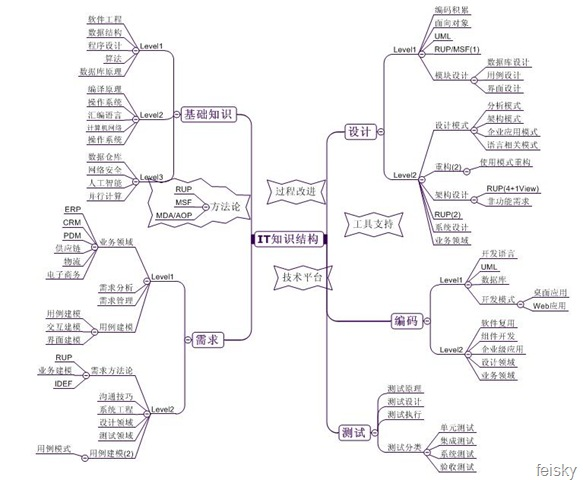 IT知识结构
基础知识
Level1
软件工程
数据结构
程序设计
算法
数据库原理
Level2
编译原理
操作系统
汇编语言
计算机网络
操作系统
Level3
数据仓库
网络安全
人工智能
并行计算
方法论
RUP
MSF
MDA/AOP
需求
Level1
业务领域
ERP
CRM
PDM
供应链
物流
电子商务
需求分析
需求管理
用例建模
用例建模
交互建模
界面建模
Level2
需求方法论
RUP
业务建模
IDEF
沟通技巧
系统工程
设计领域
测试领域
用例建模(2)
用例模式
过程改进
工具支持
技术平台
设计
Level1
编码积累
面向对象
UML
RUP/MSF(1)
模块设计
数据库设计
用例设计
界面设计
Level2
设计模式
分析模式
架构模式
企业应用模式
语言相关模式
重构(2)
使用模式重构
架构设计
RUP(4+1View)
非功能需求
RUP(2)
系统设计
业务领域
编码
Level1
开发语言
UML
数据库
开发模式
桌面应用
Web应用
Level2
软件复用
组件开发
企业级应用
设计领域
业务领域
测试
测试原理
测试设计
测试执行
测试分类
单元测试
集成测试
系统测试
验收测试
feisky